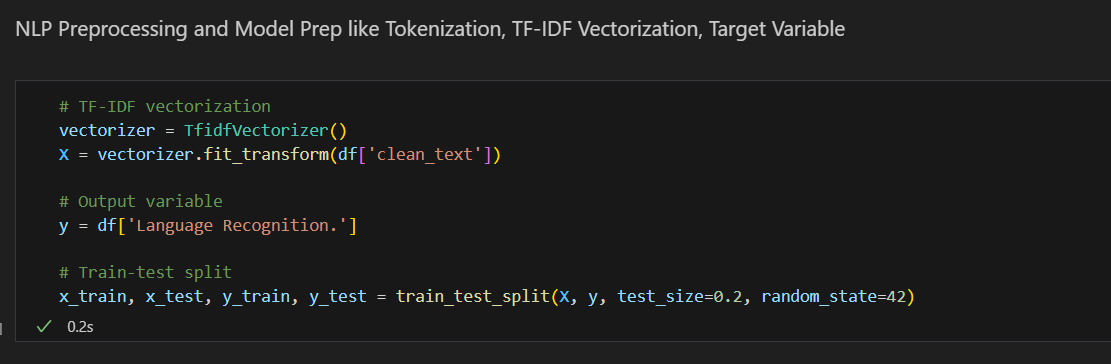 NLP Preprocessing and Model Prep like Tokenization, TF-IDF Vectorization, Target Variable
# TF-IDF vectorization
vectorizer = TfidfVectorizer()
X = vectorizer.fit_transform(df['clean_text'])
# Output variable
y = df['Language Recognition.']
# Train-test split
x_train, x_test, y_train, y_test = train_test_split(X, y, test_size=0.2, random_state=42)
0.2s